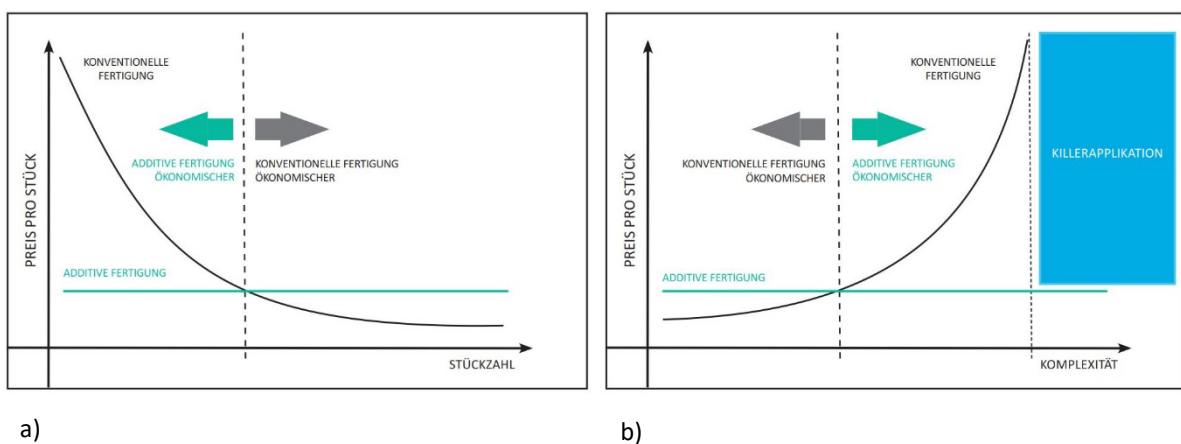 PREIS PRO STÜCK
KONVENTIONELLE
FERTIGUNG
ADDITIVE FERTIGUNG
ÖKONOMISCHER
KONVENTIONELLE FERTIGUNG
ÖKONOMISCHER
ADDITIVE FERTIGUNG
STÜCKZAHL
a)
PREIS PRO STÜCK
KONVENTIONELLE
FERTIGUNG
KONVENTIONELLE FERTIGUNG
ÖKONOMISCHER
ADDITIVE FERTIGUNG
ÖKONOMISCHER
KILLERAPPLIKATION
ADDITIVE FERTIGUNG
KOMPLEXITÄT
b)